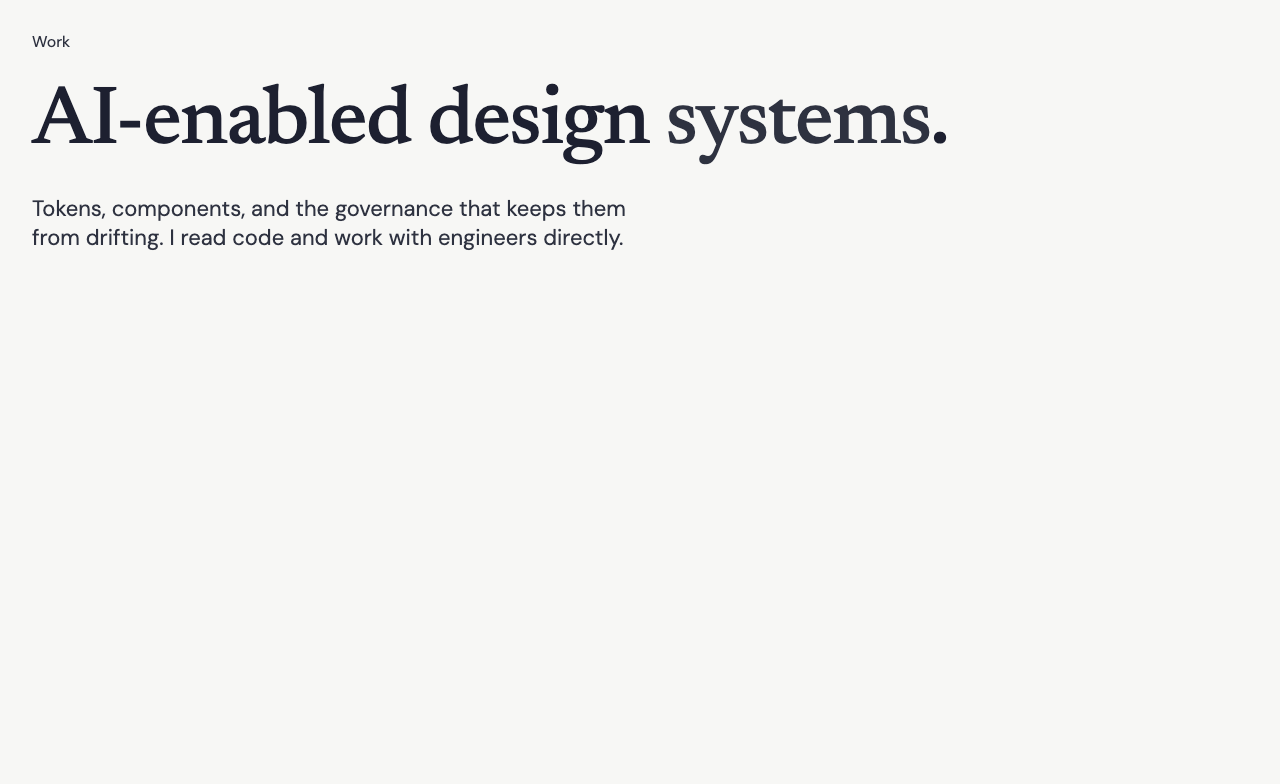 Work
AI-enabled design systems.
Tokens, components, and the governance that keeps them
from drifting. I read code and work with engineers directly.